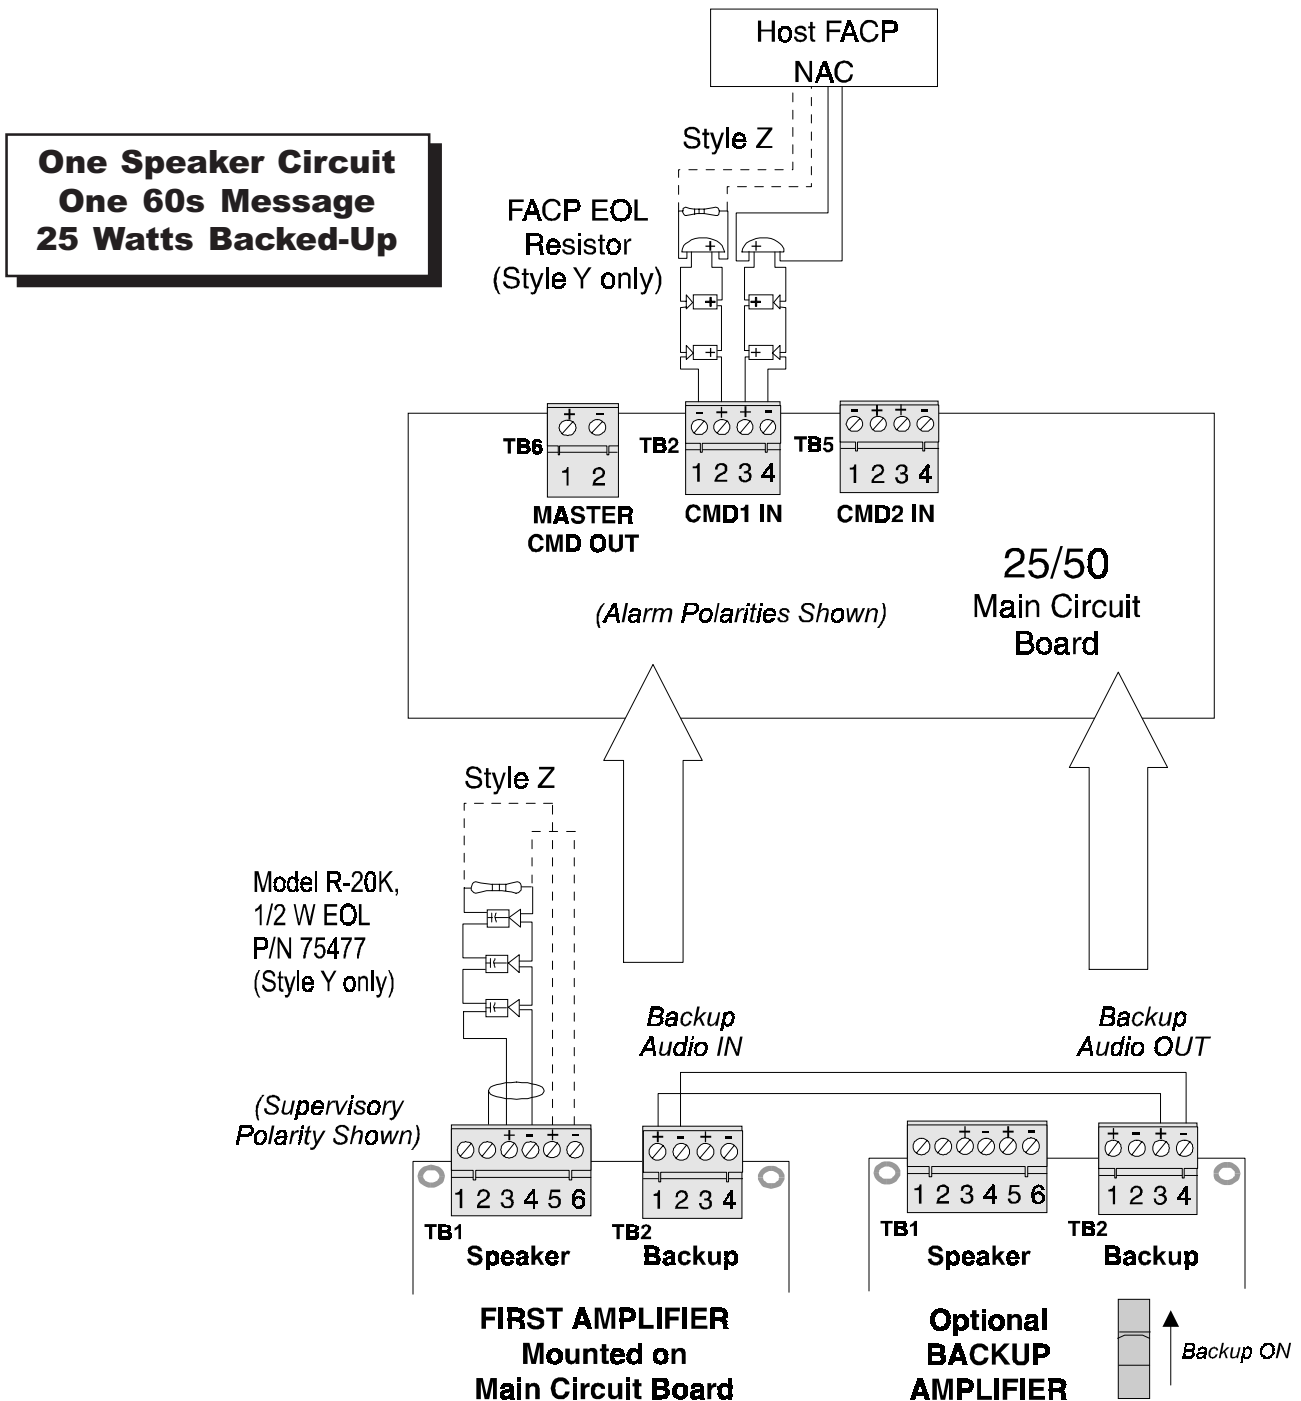 Host FACP
NAC
One Speaker Circuit
One 60s Message
25 Watts Backed-Up
Style Z
FACP EOL
Resistor
(Style Y only)
+ +
+ +
+ +
+ -
TB6
1 2
MASTER
CMD OUT
- + + -
TB2
1 2 3 4
CMD1 IN
- + + -
TB5
1 2 3 4
CMD2 IN
25/50
Main Circuit
Board
(Alarm Polarities Shown)
Style Z
Model R-20K,
1/2 W EOL
P/N 75477
(Style Y only)
Backup
Audio IN
Backup
Audio OUT
(Supervisory
Polarity Shown)
+ - + -
1 2 3 4 5 6
TB1
Speaker
+ - + -
1 2 3 4
TB2
Backup
+ - + -
1 2 3 4 5 6
TB1
Speaker
+ - + -
1 2 3 4
TB2
Backup
FIRST AMPLIFIER
Mounted on
Main Circuit Board
Optional
BACKUP
AMPLIFIER
Backup ON